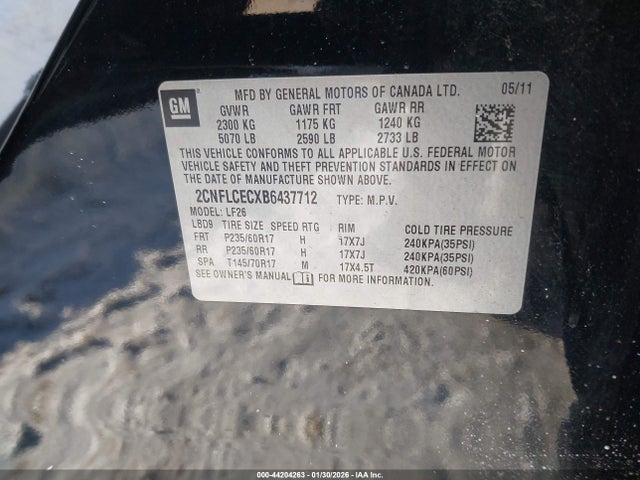 GM
MFD BY GENERAL MOTORS OF CANADA LTD. 05/11
GVWR GAWR FRT GAWR RR
2300 KG 1175 KG 1240 KG
5070 LB 2590 LB 2733 LB
THIS VEHICLE CONFORMS TO ALL APPLICABLE U.S. FEDERAL MOTOR
VEHICLE SAFETY AND THEFT PREVENTION STANDARDS IN EFFECT ON
THE DATE OF MANUFACTURE SHOWN ABOVE.
2CNFLCECXB6437712 TYPE: M.P.V.
MODEL: LF26
LBD9 TIRE SIZE SPEED RTG RIM COLD TIRE PRESSURE
FRT P235/60R17 H 17X7J 240KPA(35PSI)
RR P235/60R17 H 17X7J 240KPA(35PSI)
SPA T145/70R17 M 17X4.5T 420KPA(60PSI)
SEE OWNER'S MANUAL FOR MORE INFORMATION.
000-44204263 - 01/30/2026 - IAA Inc.